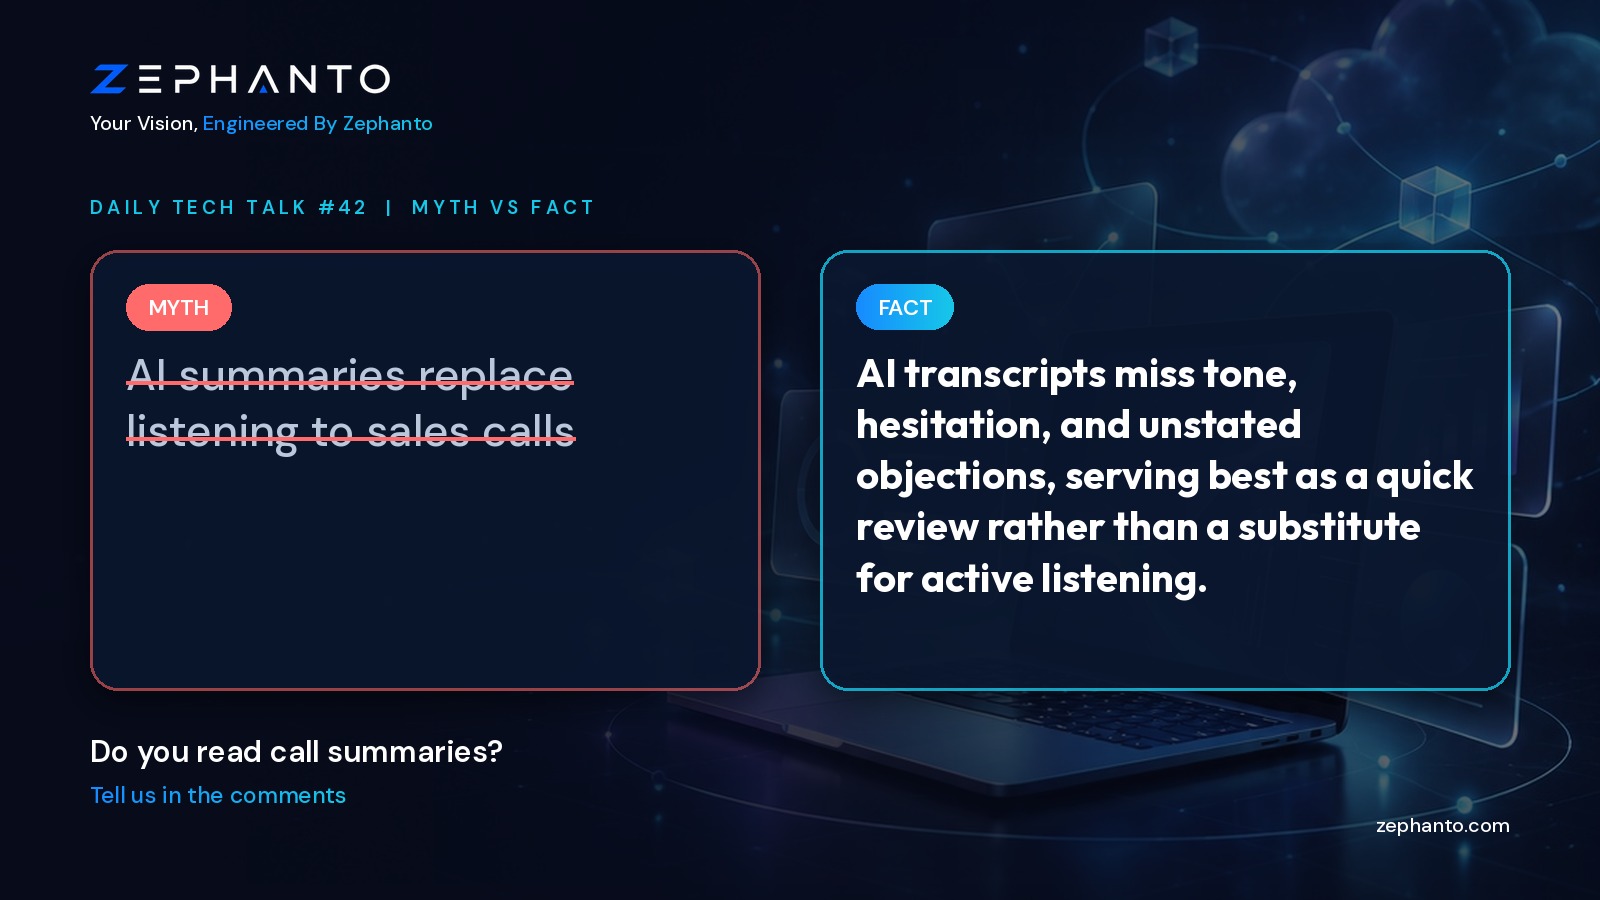 ZEPHANTO
Your Vision, Engineered By Zephanto
DAILY TECH TALK #42 | MYTH VS FACT
MYTH
AI summaries replace
listening to sales calls
FACT
AI transcripts miss tone,
hesitation, and unstated
objections, serving best as a quick
review rather than a substitute
for active listening.
Do you read call summaries?
Tell us in the comments
zephanto.com